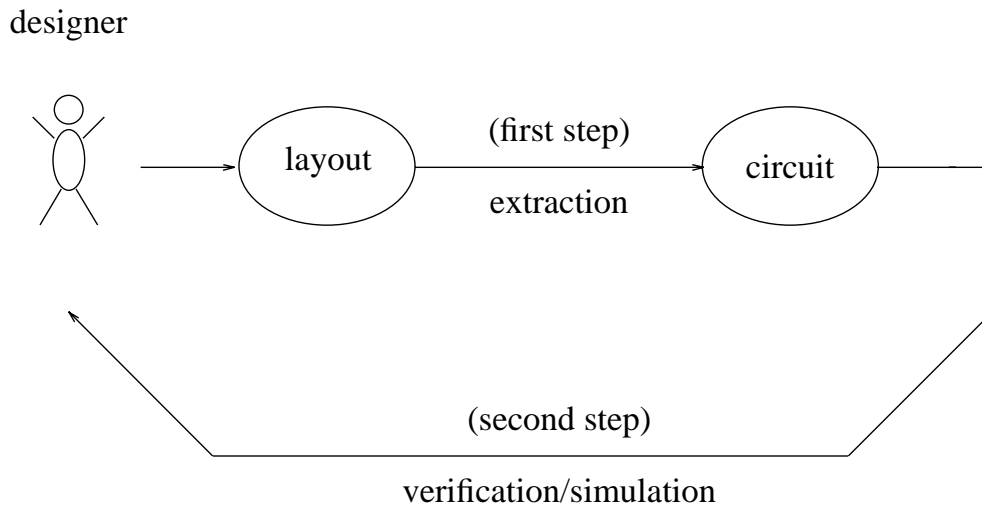 designer
layout
(first step)
extraction
circuit
(second step)
verification/simulation